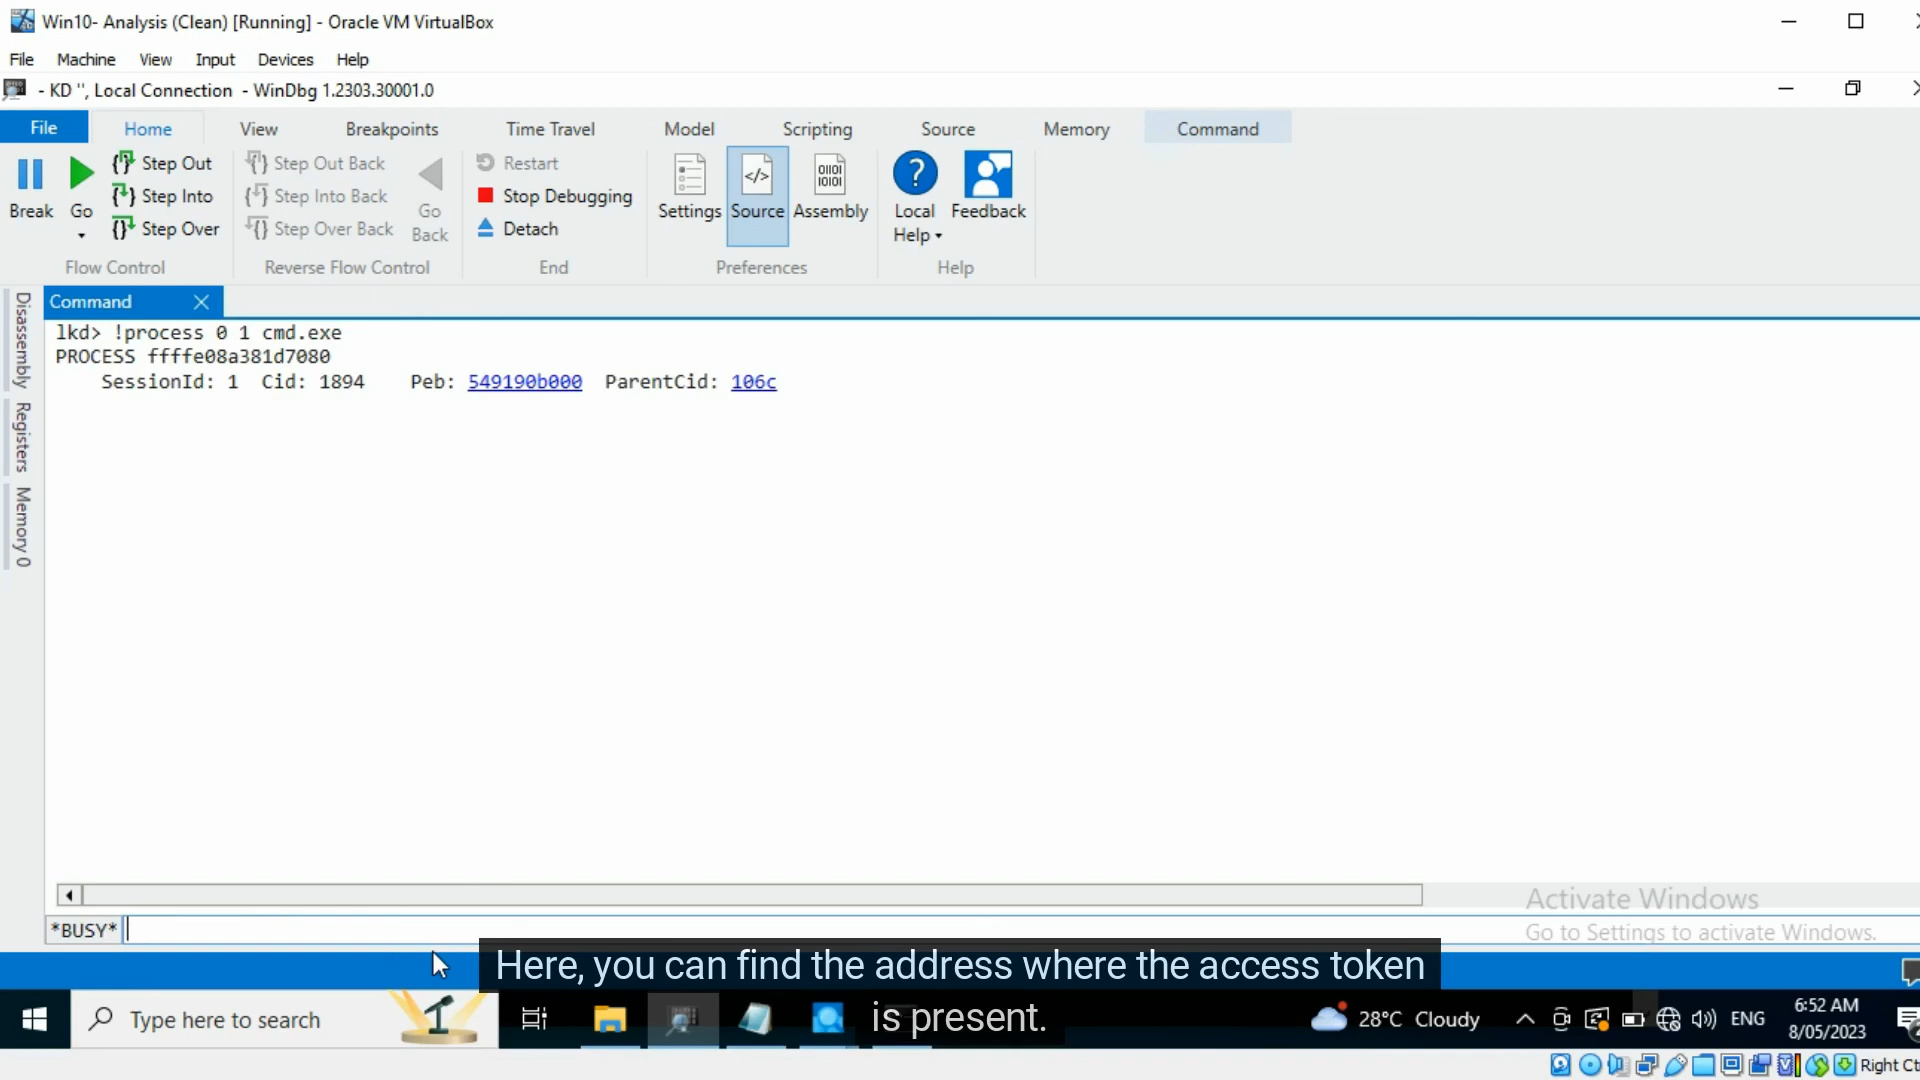 Win10- Analysis (Clean) [Running] - Oracle VM VirtualBox
File Machine View Input Devices Help
- KD '', Local Connection - WinDbg 1.2303.30001.0
File Home View Breakpoints Time Travel Model Scripting Source Memory Command
Break
Go
Step Out
Step Into
Step Over
Flow Control
Step Out Back
Step Into Back
Step Over Back
Go Back
Reverse Flow Control
Restart
Stop Debugging
Detach
End
Settings
Source
Assembly
Preferences
Local Help
Feedback
Help
Disassembly
Registers
Memory 0
Command
lkd> !process 0 1 cmd.exe
PROCESS ffffe08a381d7080
SessionId: 1 Cid: 1894 Peb: 549190b000 ParentCid: 106c
Activate Windows
Go to Settings to activate Windows.
*BUSY*
Here, you can find the address where the access token
is present.
Type here to search
28°C Cloudy
ENG
6:52 AM
8/05/2023
Right Ct